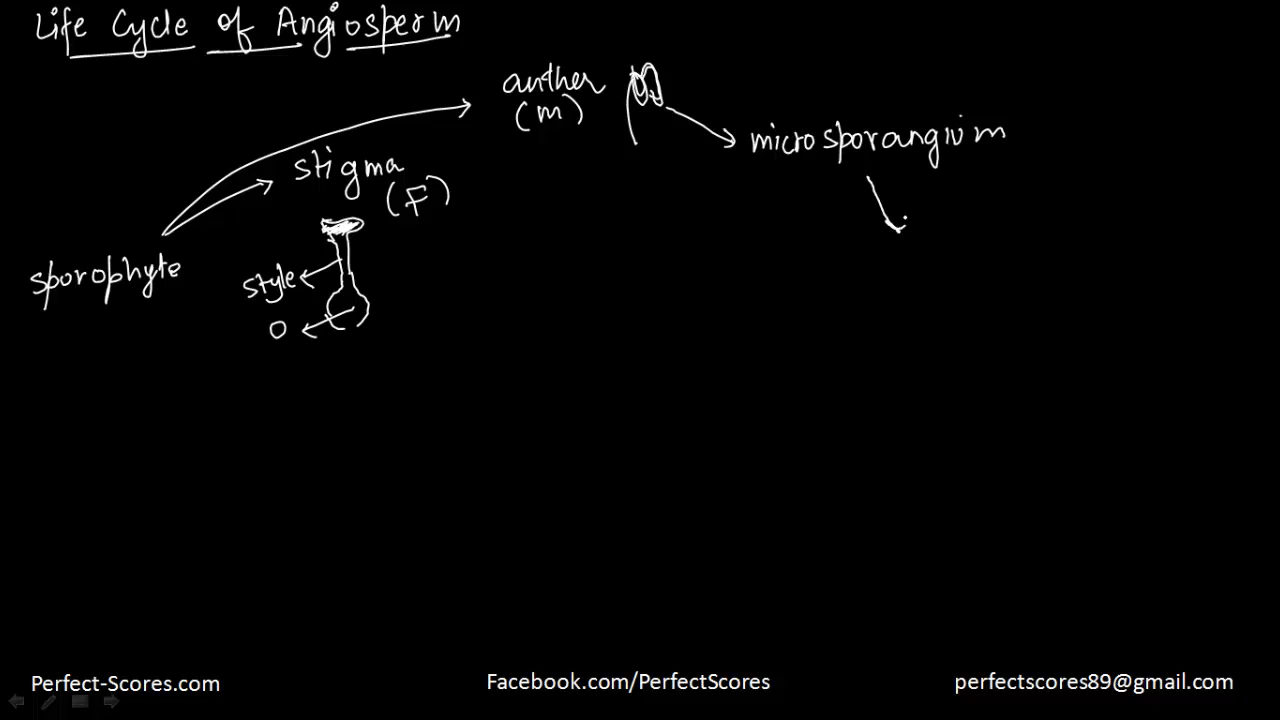 Life Cycle of Angiosperm
anther
(m)
microsporangium
stigma
(F)
sporophyte
style
O
Perfect-Scores.com
Facebook.com/PerfectScores
perfectscores89@gmail.com